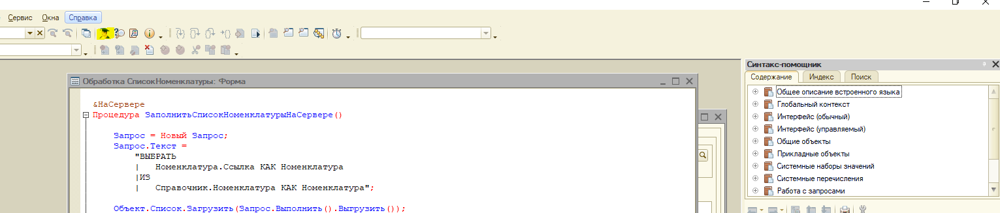 Сервис Окна Справка
Обработка СписокНоменклатуры: Форма
&НаСервере
Процедура ЗаполнитьСписокНоменклатурыНаСервере()
Запрос = Новый Запрос;
Запрос.Текст =
"ВЫБРАТЬ
| Номенклатура.Ссылка КАК Номенклатура
|ИЗ
| Справочник.Номенклатура КАК Номенклатура";
Объект.Список.Загрузить(Запрос.Выполнить().Выгрузить());
Синтакс-помощник
Содержание Индекс Поиск
Общее описание встроенного языка
Глобальный контекст
Интерфейс (обычный)
Интерфейс (управляемый)
Общие объекты
Прикладные объекты
Системные наборы значений
Системные перечисления
Работа с запросами